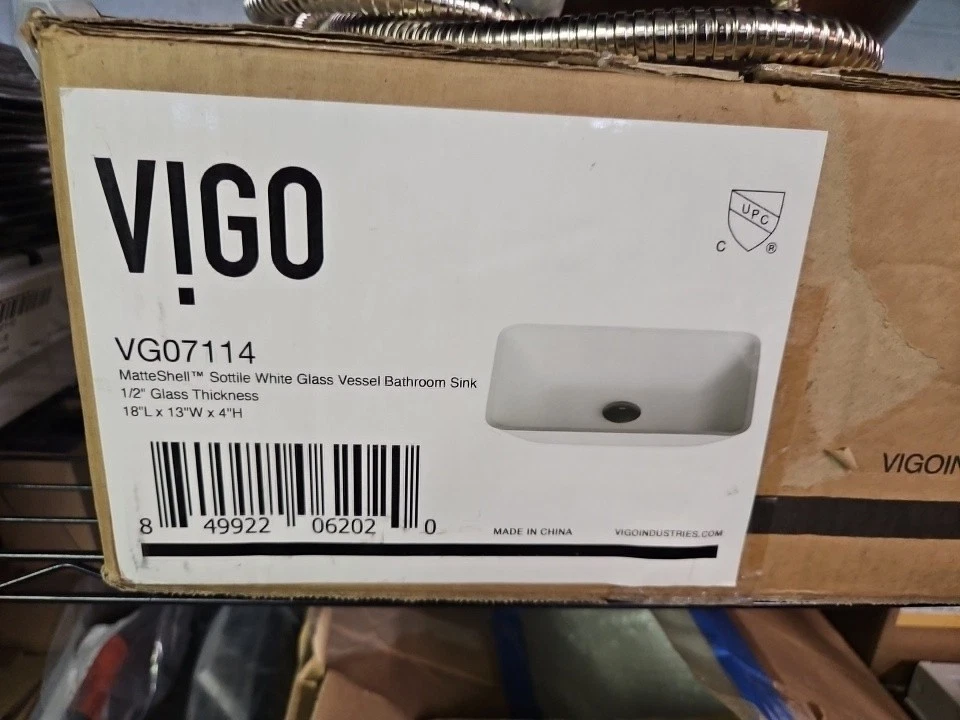 VIGO
UPC
C ®
VG07114
MatteShell™ Sottile White Glass Vessel Bathroom Sink
1/2" Glass Thickness
18"L x 13"W x 4"H
8 49922 06202 0
MADE IN CHINA
VIGOINDUSTRIES.COM
VIGOIN